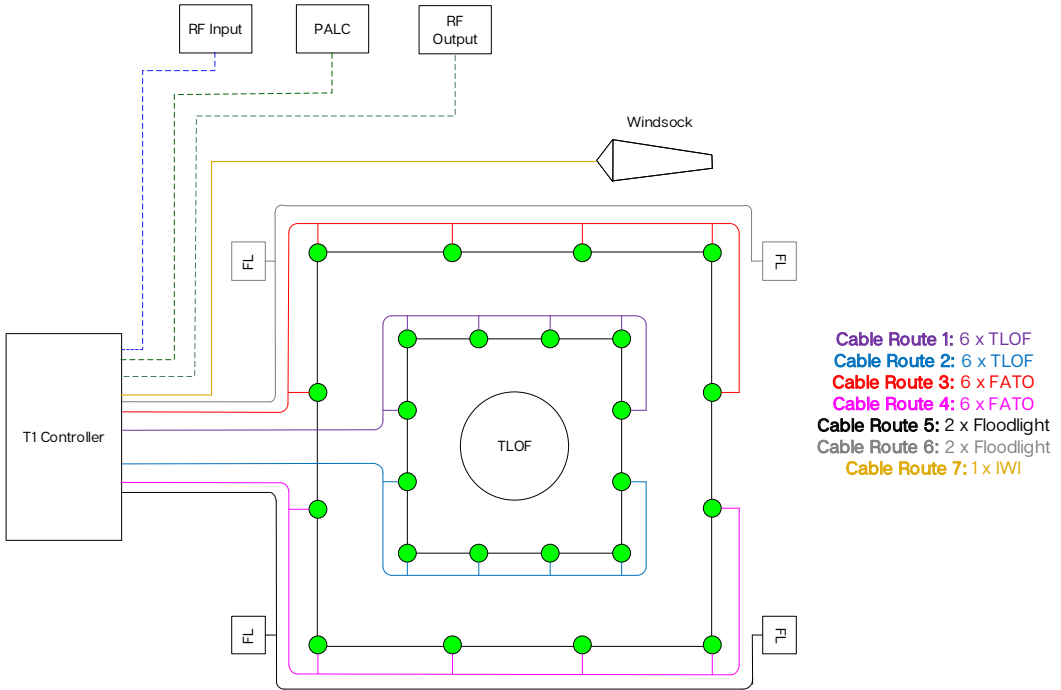 RF Input
PALC
RF
Output
Windsock
FL
FL
T1 Controller
TLOF
Cable Route 1: 6 x TLOF
Cable Route 2: 6 x TLOF
Cable Route 3: 6 x FATO
Cable Route 4: 6 x FATO
Cable Route 5: 2 x Floodlight
Cable Route 6: 2 x Floodlight
Cable Route 7: 1 x IWI
FL
FL